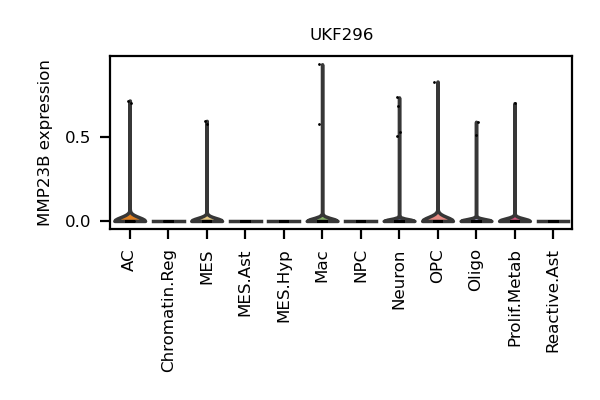 UKF296
MMP23B expression
0.5
0.0
AC
Chromatin.Reg
MES
MES.Ast
MES.Hyp
Mac
NPC
Neuron
OPC
Oligo
Prolif.Metab
Reactive.Ast